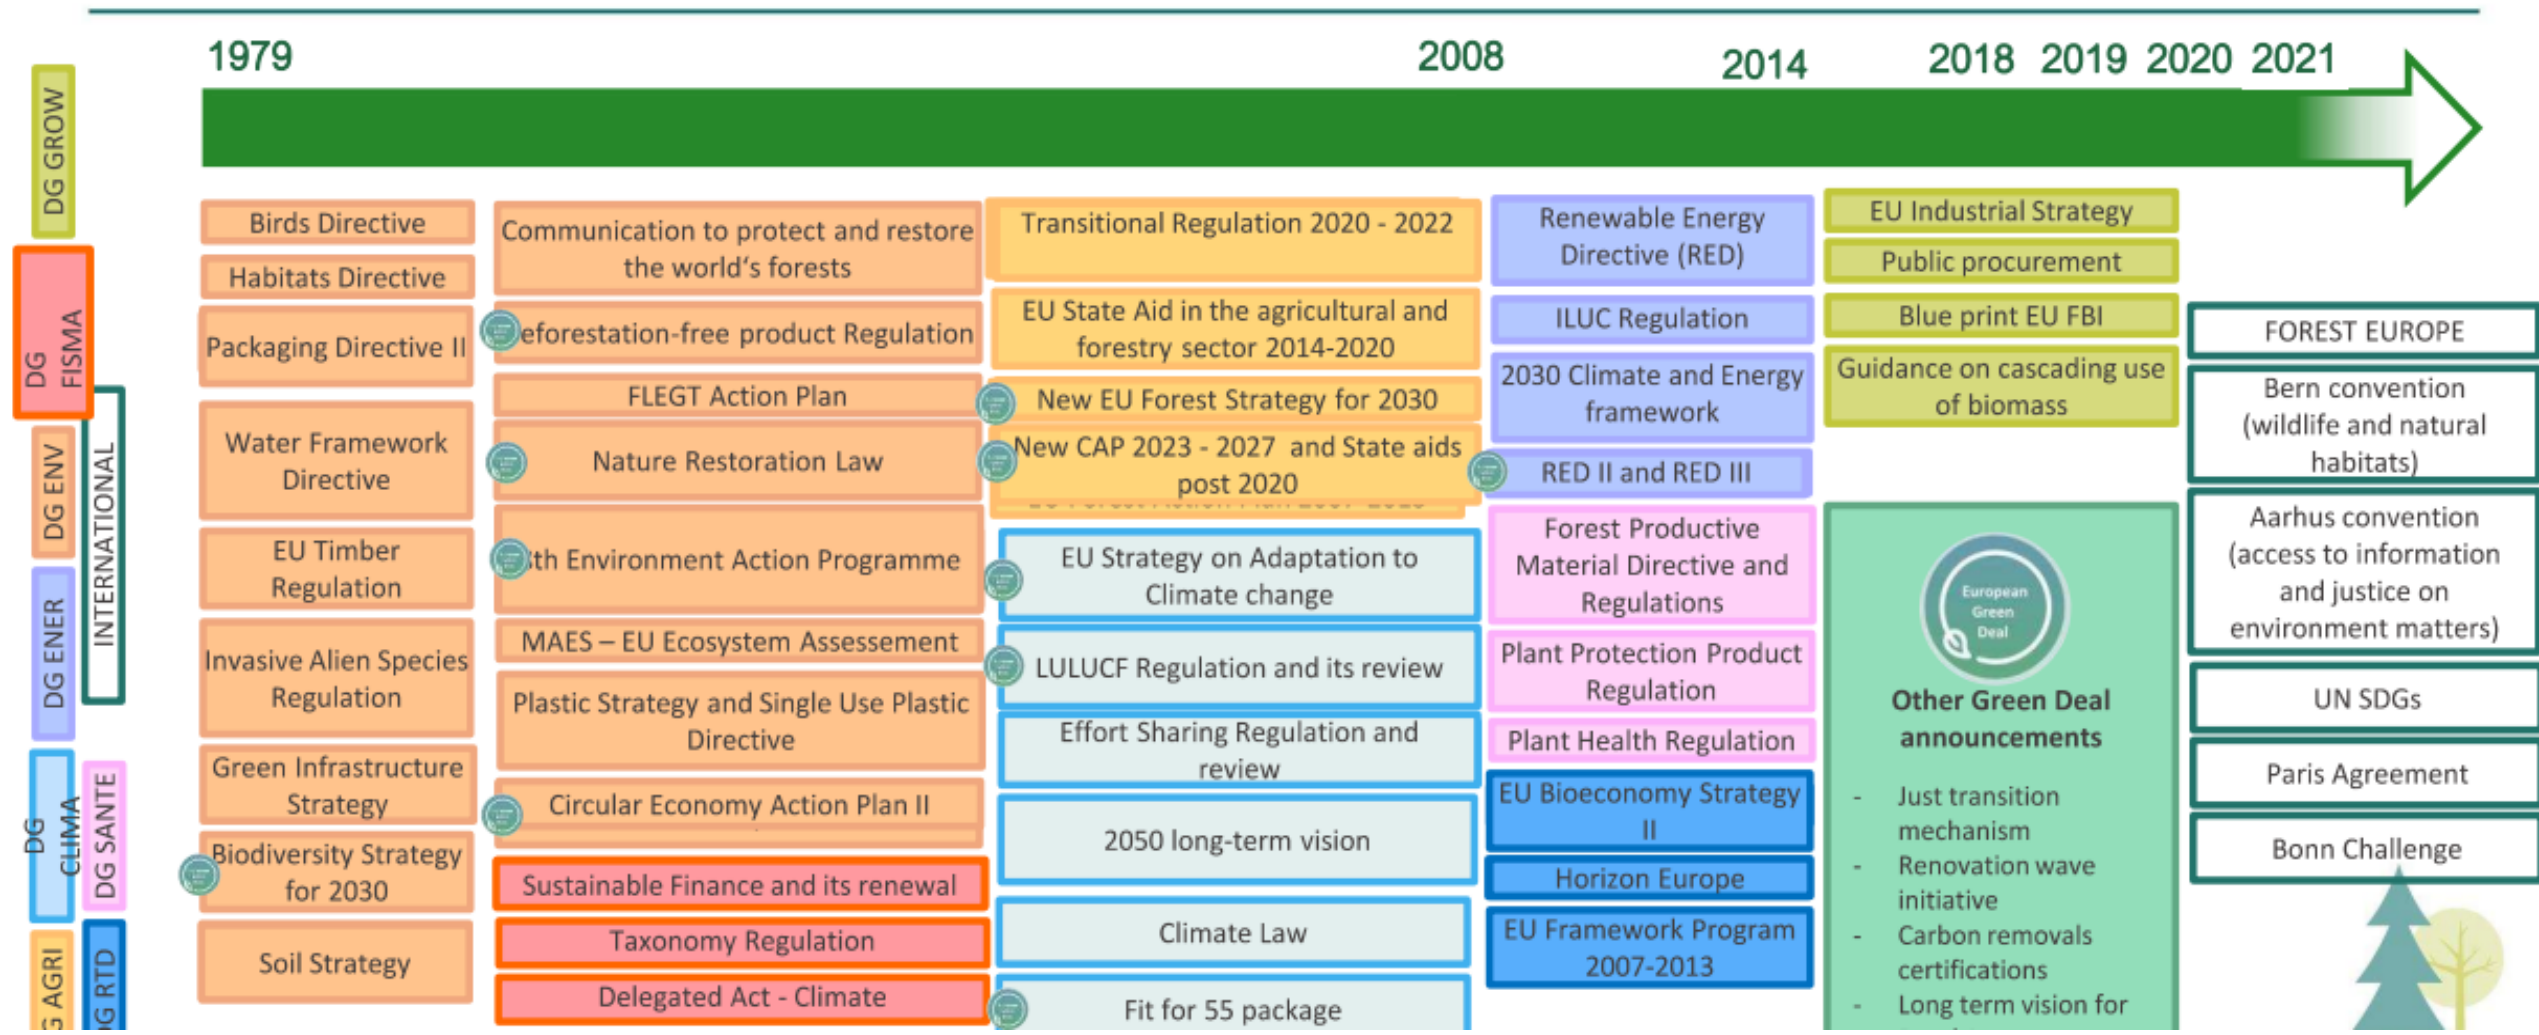 1979
2008
2014
2018
2019
2020
2021
DG GROW
DG
FISMA
DG ENV
INTERNATIONAL
DG ENER
DG
CLIMA
DG SANTE
AGRI
DG RTD
Birds Directive
Habitats Directive
Packaging Directive II
Water Framework
Directive
EU Timber
Regulation
Invasive Alien Species
Regulation
Green Infrastructure
Strategy
Biodiversity Strategy
for 2030
Soil Strategy
Communication to protect and restore
the world's forests
eforestation-free product Regulation
FLEGT Action Plan
Nature Restoration Law
th Environment Action Programme
MAES – EU Ecosystem Assessement
Plastic Strategy and Single Use Plastic
Directive
Circular Economy Action Plan II
Sustainable Finance and its renewal
Taxonomy Regulation
Delegated Act - Climate
Transitional Regulation 2020 - 2022
EU State Aid in the agricultural and
forestry sector 2014-2020
New EU Forest Strategy for 2030
New CAP 2023 - 2027 and State aids
post 2020
EU Strategy on Adaptation to
Climate change
LULUCF Regulation and its review
Effort Sharing Regulation and
review
2050 long-term vision
Climate Law
Fit for 55 package
Renewable Energy
Directive (RED)
ILUC Regulation
2030 Climate and Energy
framework
RED II and RED III
Forest Productive
Material Directive and
Regulations
Plant Protection Product
Regulation
Plant Health Regulation
EU Bioeconomy Strategy
II
Horizon Europe
EU Framework Program
2007-2013
EU Industrial Strategy
Public procurement
Blue print EU FBI
Guidance on cascading use
of biomass
European
Green
Deal
Other Green Deal
announcements
- Just transition
mechanism
- Renovation wave
initiative
- Carbon removals
certifications
- Long term vision for
FOREST EUROPE
Bern convention
(wildlife and natural
habitats)
Aarhus convention
(access to information
and justice on
environment matters)
UN SDGs
Paris Agreement
Bonn Challenge